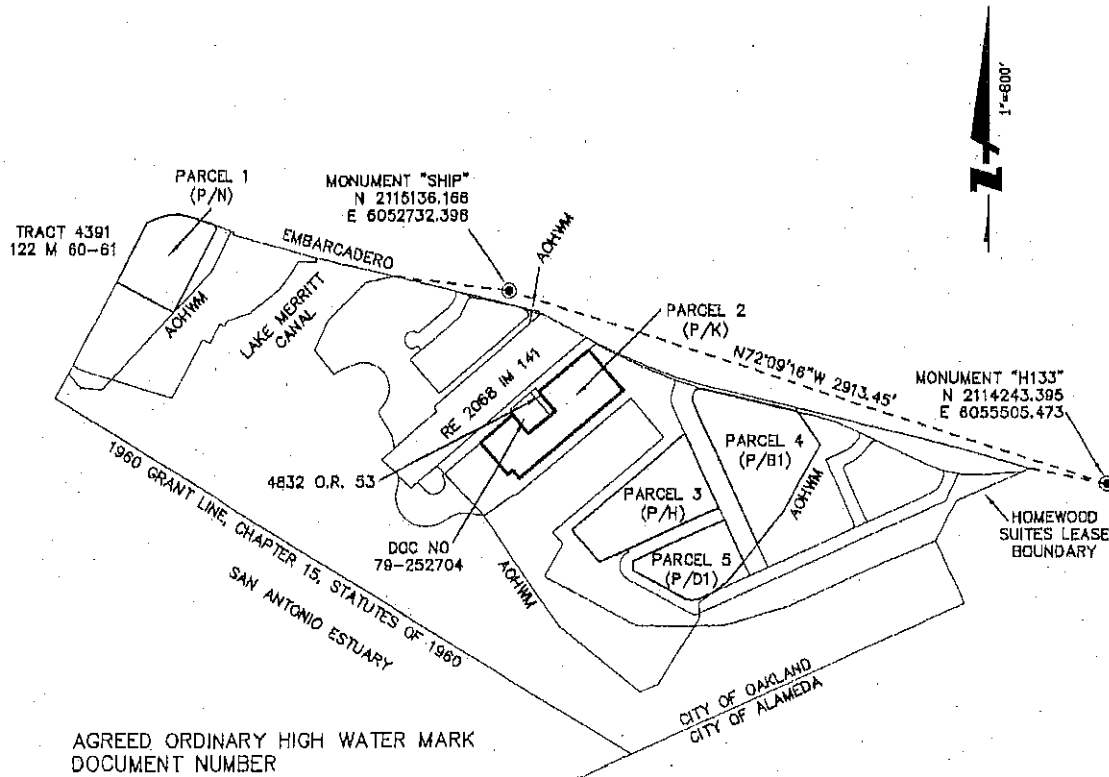 1"=800'
PARCEL 1
(P/N)
MONUMENT "SHIP"
N 2115136.166
E 6052732.396
TRACT 4391
122 M 60-61
EMBARCADERO
AOHWM
AOHWM
LAKE MERRITT
CANAL
PARCEL 2
(P/K)
N72°09'16"W 2913.45'
MONUMENT "H133"
N 2114243.395
E 6055505.473
RE 2068 IM 141
4832 O.R. 53
PARCEL 4
(P/B1)
AOHWM
PARCEL 3
(P/H)
PARCEL 5
(P/D1)
HOMEWOOD
SUITES LEASE
BOUNDARY
DOC NO
79-252704
AOHWM
1960 GRANT LINE, CHAPTER 15, STATUTES OF 1960
SAN ANTONIO ESTUARY
CITY OF OAKLAND
CITY OF ALAMEDA
AGREED ORDINARY HIGH WATER MARK
DOCUMENT NUMBER